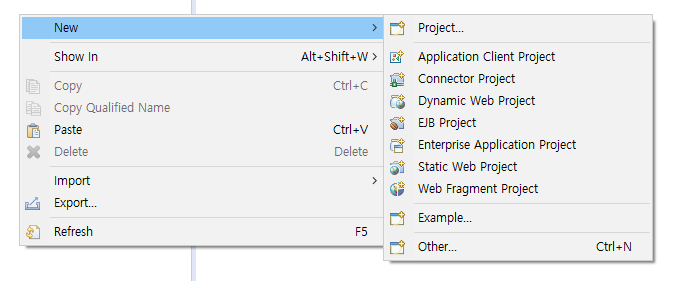 New
Show In Alt+Shift+W
Copy Ctrl+C
Copy Qualified Name
Paste Ctrl+V
Delete Delete
Import
Export...
Refresh F5
Project...
Application Client Project
Connector Project
Dynamic Web Project
EJB Project
Enterprise Application Project
Static Web Project
Web Fragment Project
Example...
Other... Ctrl+N